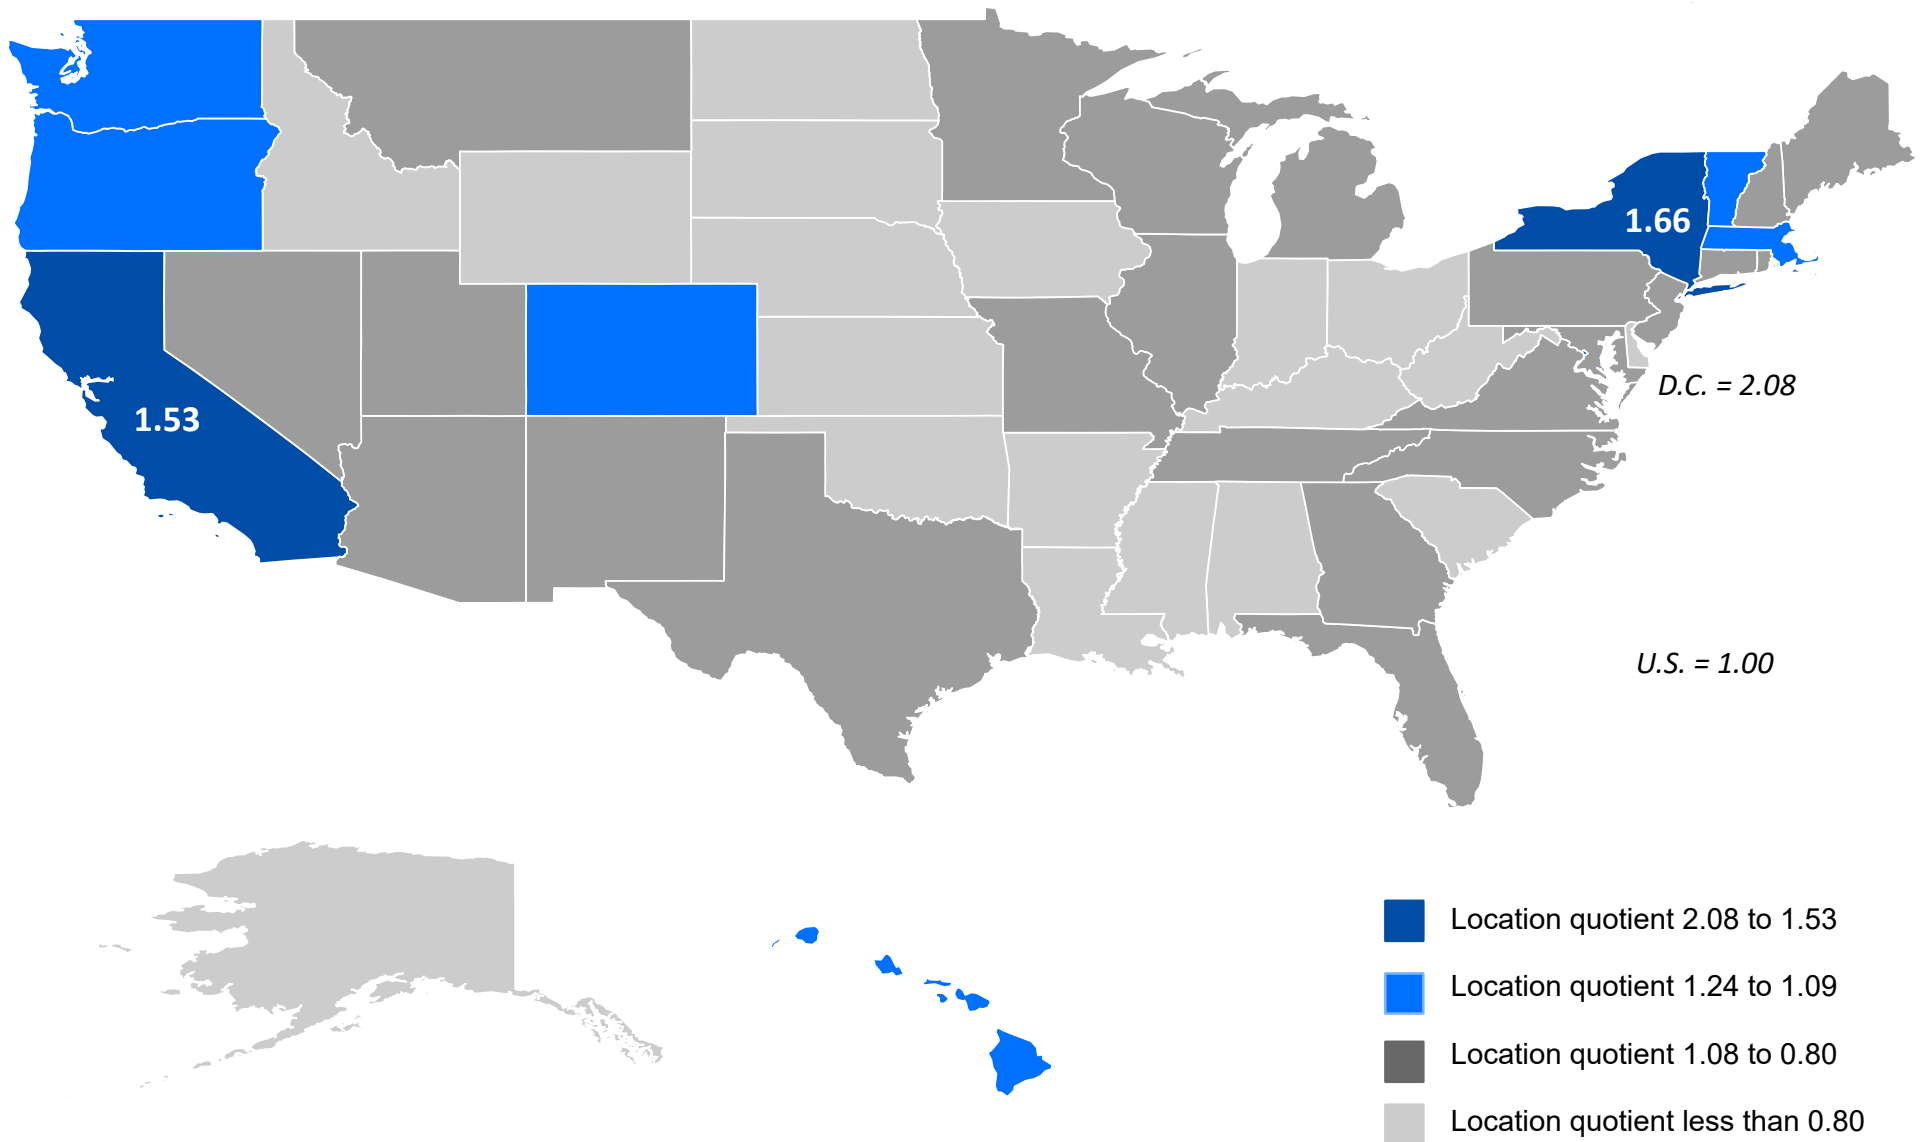 1.66
D.C. = 2.08
1.53
U.S. = 1.00
Location quotient 2.08 to 1.53
Location quotient 1.24 to 1.09
Location quotient 1.08 to 0.80
Location quotient less than 0.80